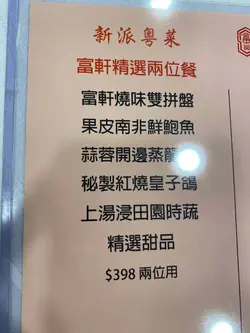 新派粵菜
富軒精選兩位餐
富軒燒味雙拼盤
果皮南非鮮鮑魚
蒜蓉開邊蒸龍
秘製紅燒皇子鴿
上湯浸田園時蔬
精選甜品
$398 兩位用